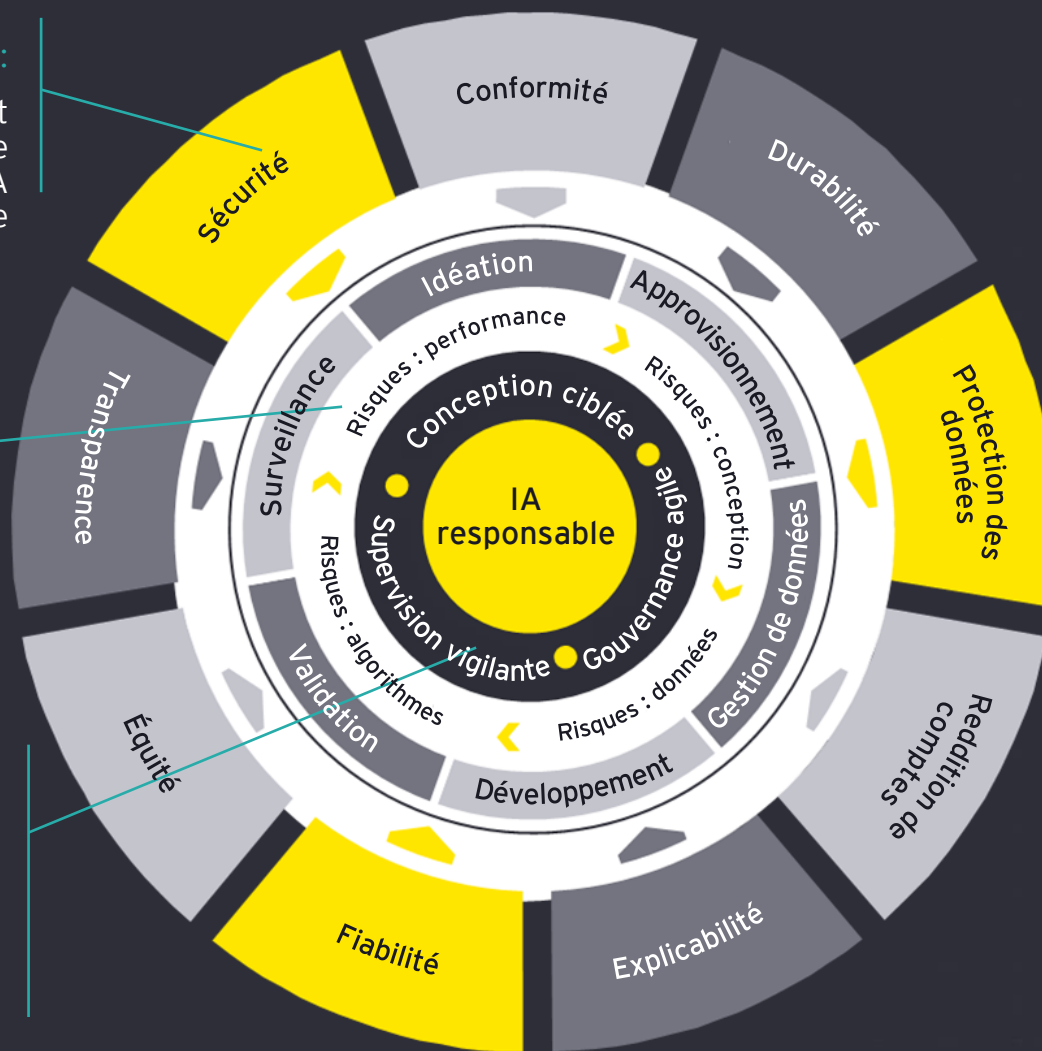 :
t
e
A
e
Conformité
Durabilité
Protection des
données
Reddition de
comptes
Explicabilité
Fiabilité
Équité
Transparence
Sécurité
Idéation
Approvisionnement
Gestion de données
Développement
Validation
Surveillance
Risques : performance
Risques : conception
Risques : données
Risques : algorithmes
Conception ciblée
Gouvernance agile
Supervision vigilante
IA
responsable